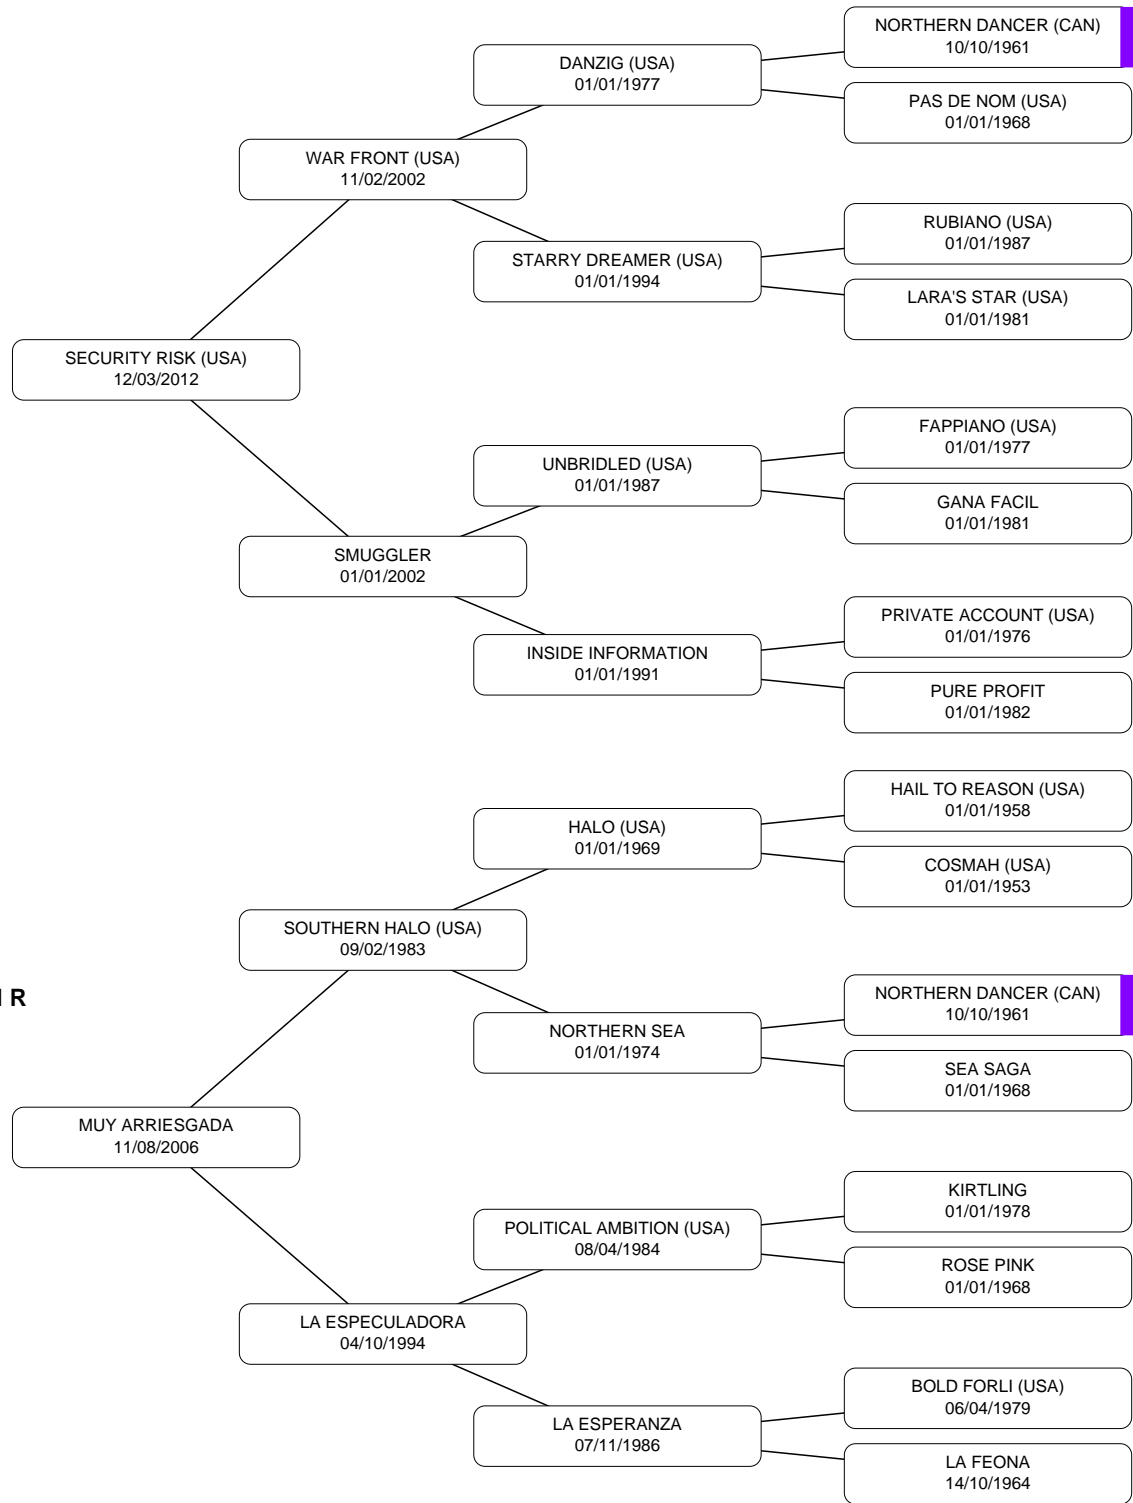 NORTHERN DANCER (CAN)
10/10/1961
DANZIG (USA)
01/01/1977
PAS DE NOM (USA)
01/01/1968
WAR FRONT (USA)
11/02/2002
RUBIANO (USA)
01/01/1987
STARRY DREAMER (USA)
01/01/1994
LARA'S STAR (USA)
01/01/1981
SECURITY RISK (USA)
12/03/2012
FAPPIANO (USA)
01/01/1977
UNBRIDLED (USA)
01/01/1987
GANA FACIL
01/01/1981
SMUGGLER
01/01/2002
PRIVATE ACCOUNT (USA)
01/01/1976
INSIDE INFORMATION
01/01/1991
PURE PROFIT
01/01/1982
HAIL TO REASON (USA)
01/01/1958
HALO (USA)
01/01/1969
COSMAH (USA)
01/01/1953
SOUTHERN HALO (USA)
09/02/1983
NORTHERN DANCER (CAN)
10/10/1961
R
NORTHERN SEA
01/01/1974
SEA SAGA
01/01/1968
MUY ARRIESGADA
11/08/2006
KIRTLING
01/01/1978
POLITICAL AMBITION (USA)
08/04/1984
ROSE PINK
01/01/1968
LA ESPECULADORA
04/10/1994
BOLD FORLI (USA)
06/04/1979
LA ESPERANZA
07/11/1986
LA FEONA
14/10/1964